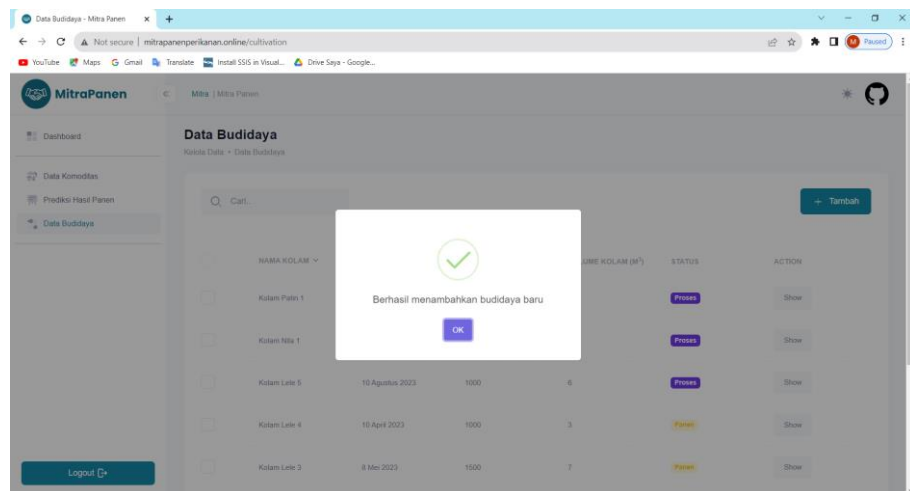 Data Budidaya - Mitra Panen
Not secure | mitrapanenperikanan.online/cultivation
Paused
YouTube Maps Gmail Translate Install SSIS in Visual... Drive Saya - Google...
MitraPanen
Mitra | Mitra Panen
Dashboard
Data Komoditas
Prediksi Hasil Panen
Data Budidaya
Logout
Data Budidaya
Kelola Data • Data Budidaya
Cari...
+ Tambah
NAMA KOLAM
KOLAM (M³) STATUS ACTION
Kolam Patin 1 Proses Show
Kolam Nila 1 Proses Show
Kolam Lele 5 10 Agustus 2023 1000 6 Proses Show
Kolam Lele 4 10 April 2023 1000 3 Panen Show
Kolam Lele 3 8 Mei 2023 1500 7 Panen Show
Berhasil menambahkan budidaya baru
OK